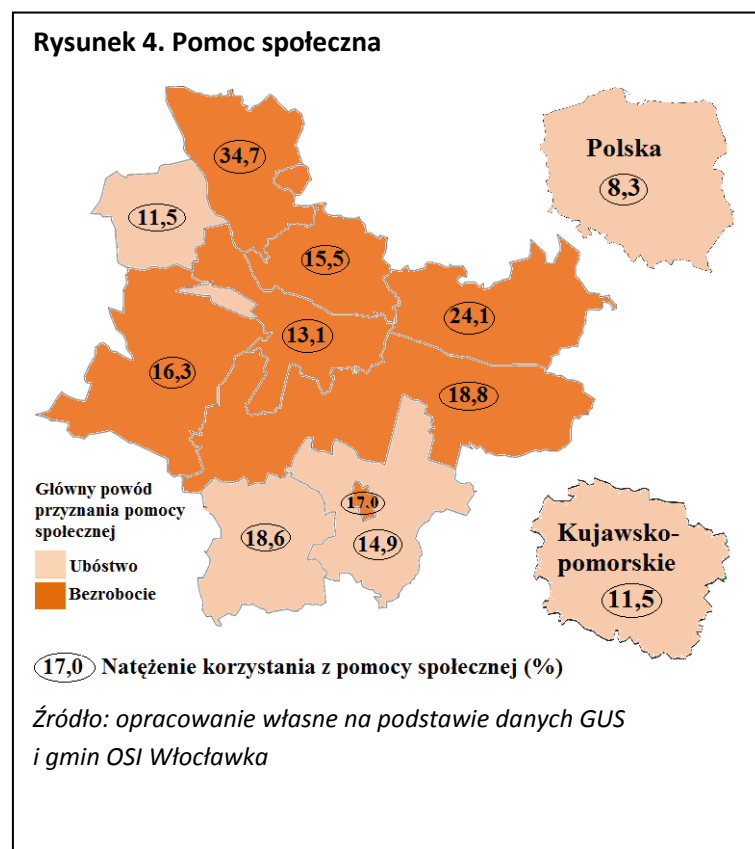 Rysunek 4. Pomoc społeczna
34,7
Polska
8,3
11,5
15,5
24,1
13,1
16,3
18,8
Główny powód
przyznania pomocy
społecznej
Ubóstwo
Bezrobocie
17,0
18,6
14,9
Kujawsko-
pomorskie
11,5
17,0 Natężenie korzystania z pomocy społecznej (%)
Źródło: opracowanie własne na podstawie danych GUS
i gmin OSI Włocławka